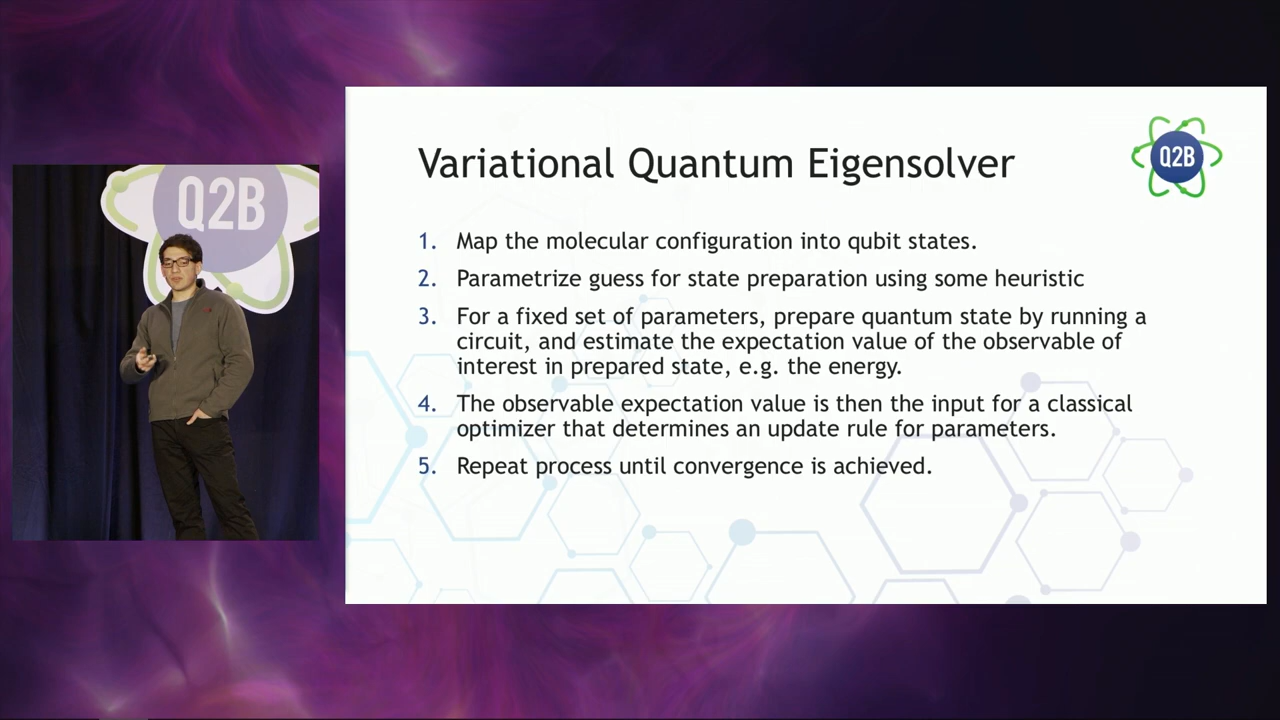 Q2B
Variational Quantum Eigensolver
Q2B
1. Map the molecular configuration into qubit states.
2. Parametrize guess for state preparation using some heuristic
3. For a fixed set of parameters, prepare quantum state by running a
circuit, and estimate the expectation value of the observable of
interest in prepared state, e.g. the energy.
4. The observable expectation value is then the input for a classical
optimizer that determines an update rule for parameters.
5. Repeat process until convergence is achieved.